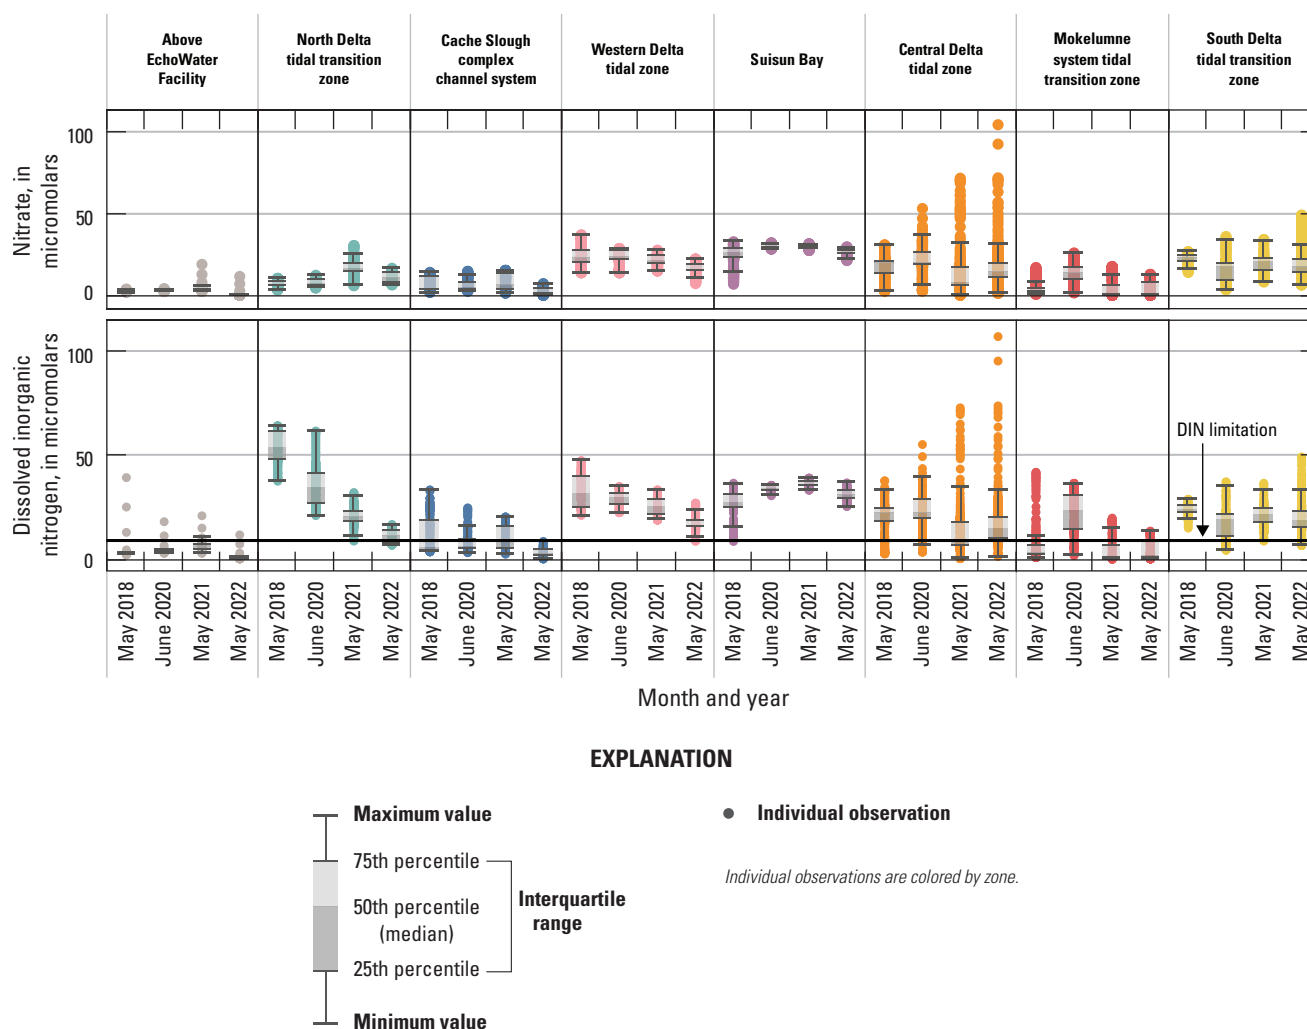 Above
EchoWater
Facility
North Delta
tidal transition
zone
Cache Slough
complex
channel system
Western Delta
tidal zone
Suisun Bay
Central Delta
tidal zone
Mokelumne
system tidal
transition zone
South Delta
tidal transition
zone
Nitrate, in
micromolars
100
50
0
Dissolved inorganic
nitrogen, in micromolars
100
50
0
DIN limitation
May 2018
June 2020
May 2021
May 2022
May 2018
June 2020
May 2021
May 2022
May 2018
June 2020
May 2021
May 2022
May 2018
June 2020
May 2021
May 2022
May 2018
June 2020
May 2021
May 2022
May 2018
June 2020
May 2021
May 2022
May 2018
June 2020
May 2021
May 2022
May 2018
June 2020
May 2021
May 2022
Month and year
EXPLANATION
Maximum value
75th percentile
50th percentile
(median)
25th percentile
Minimum value
Interquartile
range
Individual observation
Individual observations are colored by zone.